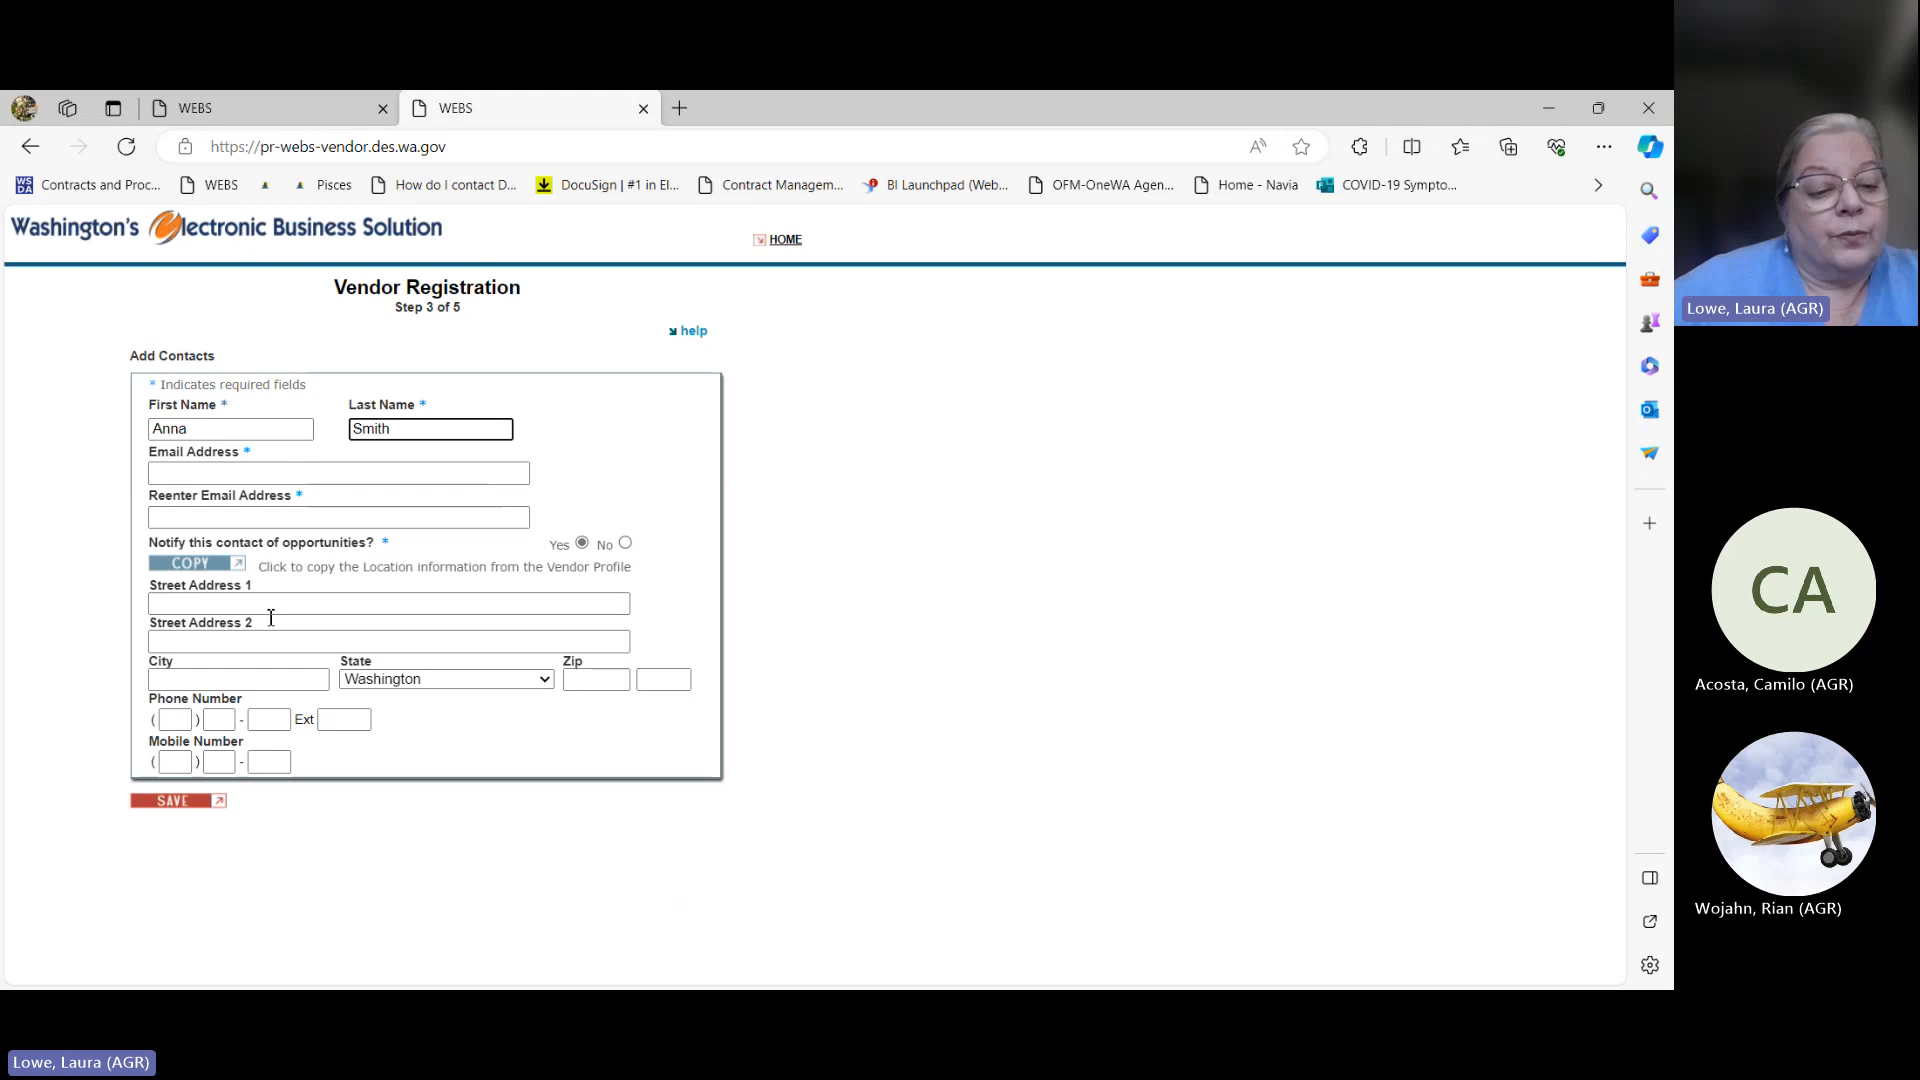 WEBS
WEBS
https://pr-webs-vendor.des.wa.gov
WS DA Contracts and Proc... WEBS Pisces How do I contact D... DocuSign | #1 in El... Contract Managem... BI Launchpad (Web... OFM-OneWA Agen... Home - Navia COVID-19 Sympto...
Washington's Electronic Business Solution
HOME
Vendor Registration
Step 3 of 5
help
Add Contacts
* Indicates required fields
First Name * Last Name *
Anna Smith
Email Address *
Reenter Email Address *
Notify this contact of opportunities? * Yes No
COPY Click to copy the Location information from the Vendor Profile
Street Address 1
Street Address 2
City State Zip
Washington
Phone Number
( ) - Ext
Mobile Number
( ) -
SAVE
Lowe, Laura (AGR)
CA
Acosta, Camilo (AGR)
Wojahn, Rian (AGR)
Lowe, Laura (AGR)